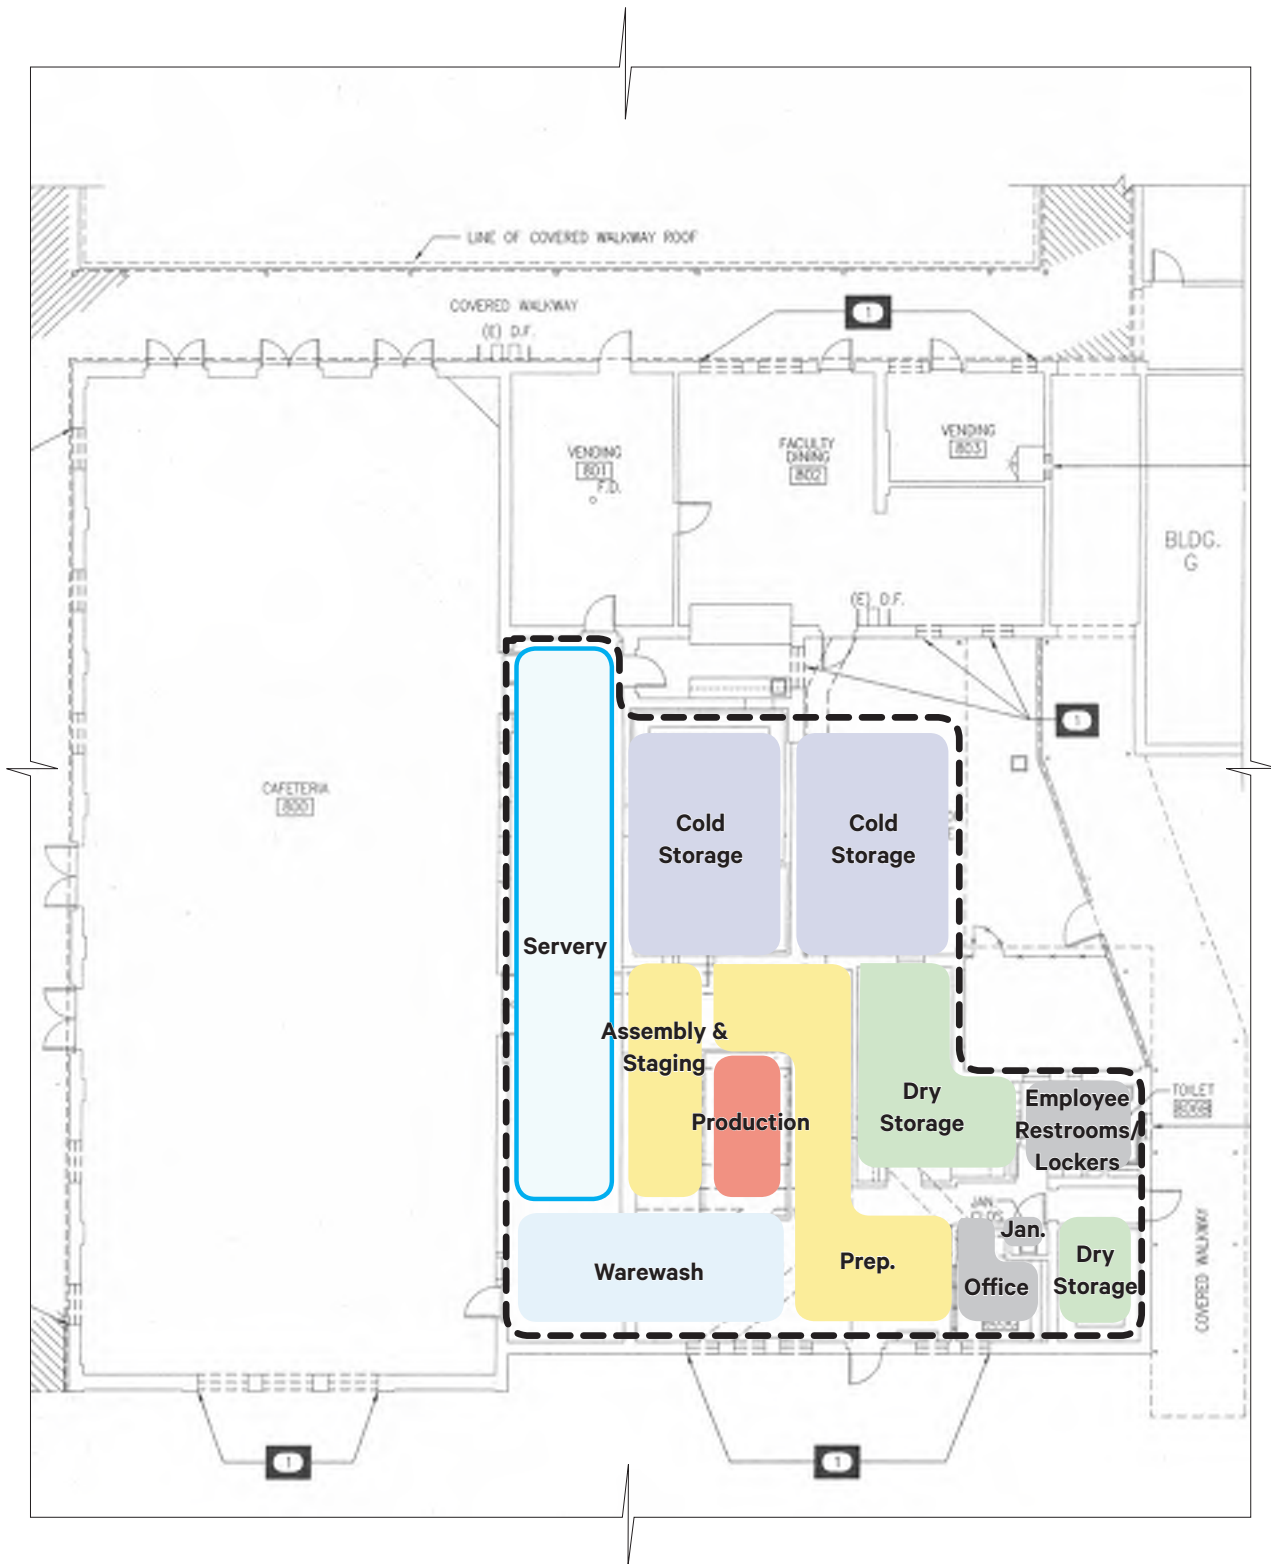 LINE OF COVERED WALKWAY ROOF
COVERED WALKWAY
(E) D.F.
1
VENDING
801
F.D.
FACULTY
DINING
802
VENDING
803
BLDG.
G
(E) D.F.
1
CAFETERIA
800
Cold
Storage
Cold
Storage
Servery
Assembly &
Staging
Production
Dry
Storage
Employee
Restrooms/
Lockers
TOILET
JAN.
Jan.
Warewash
Prep.
Office
Dry
Storage
COVERED WALKWAY
1
1